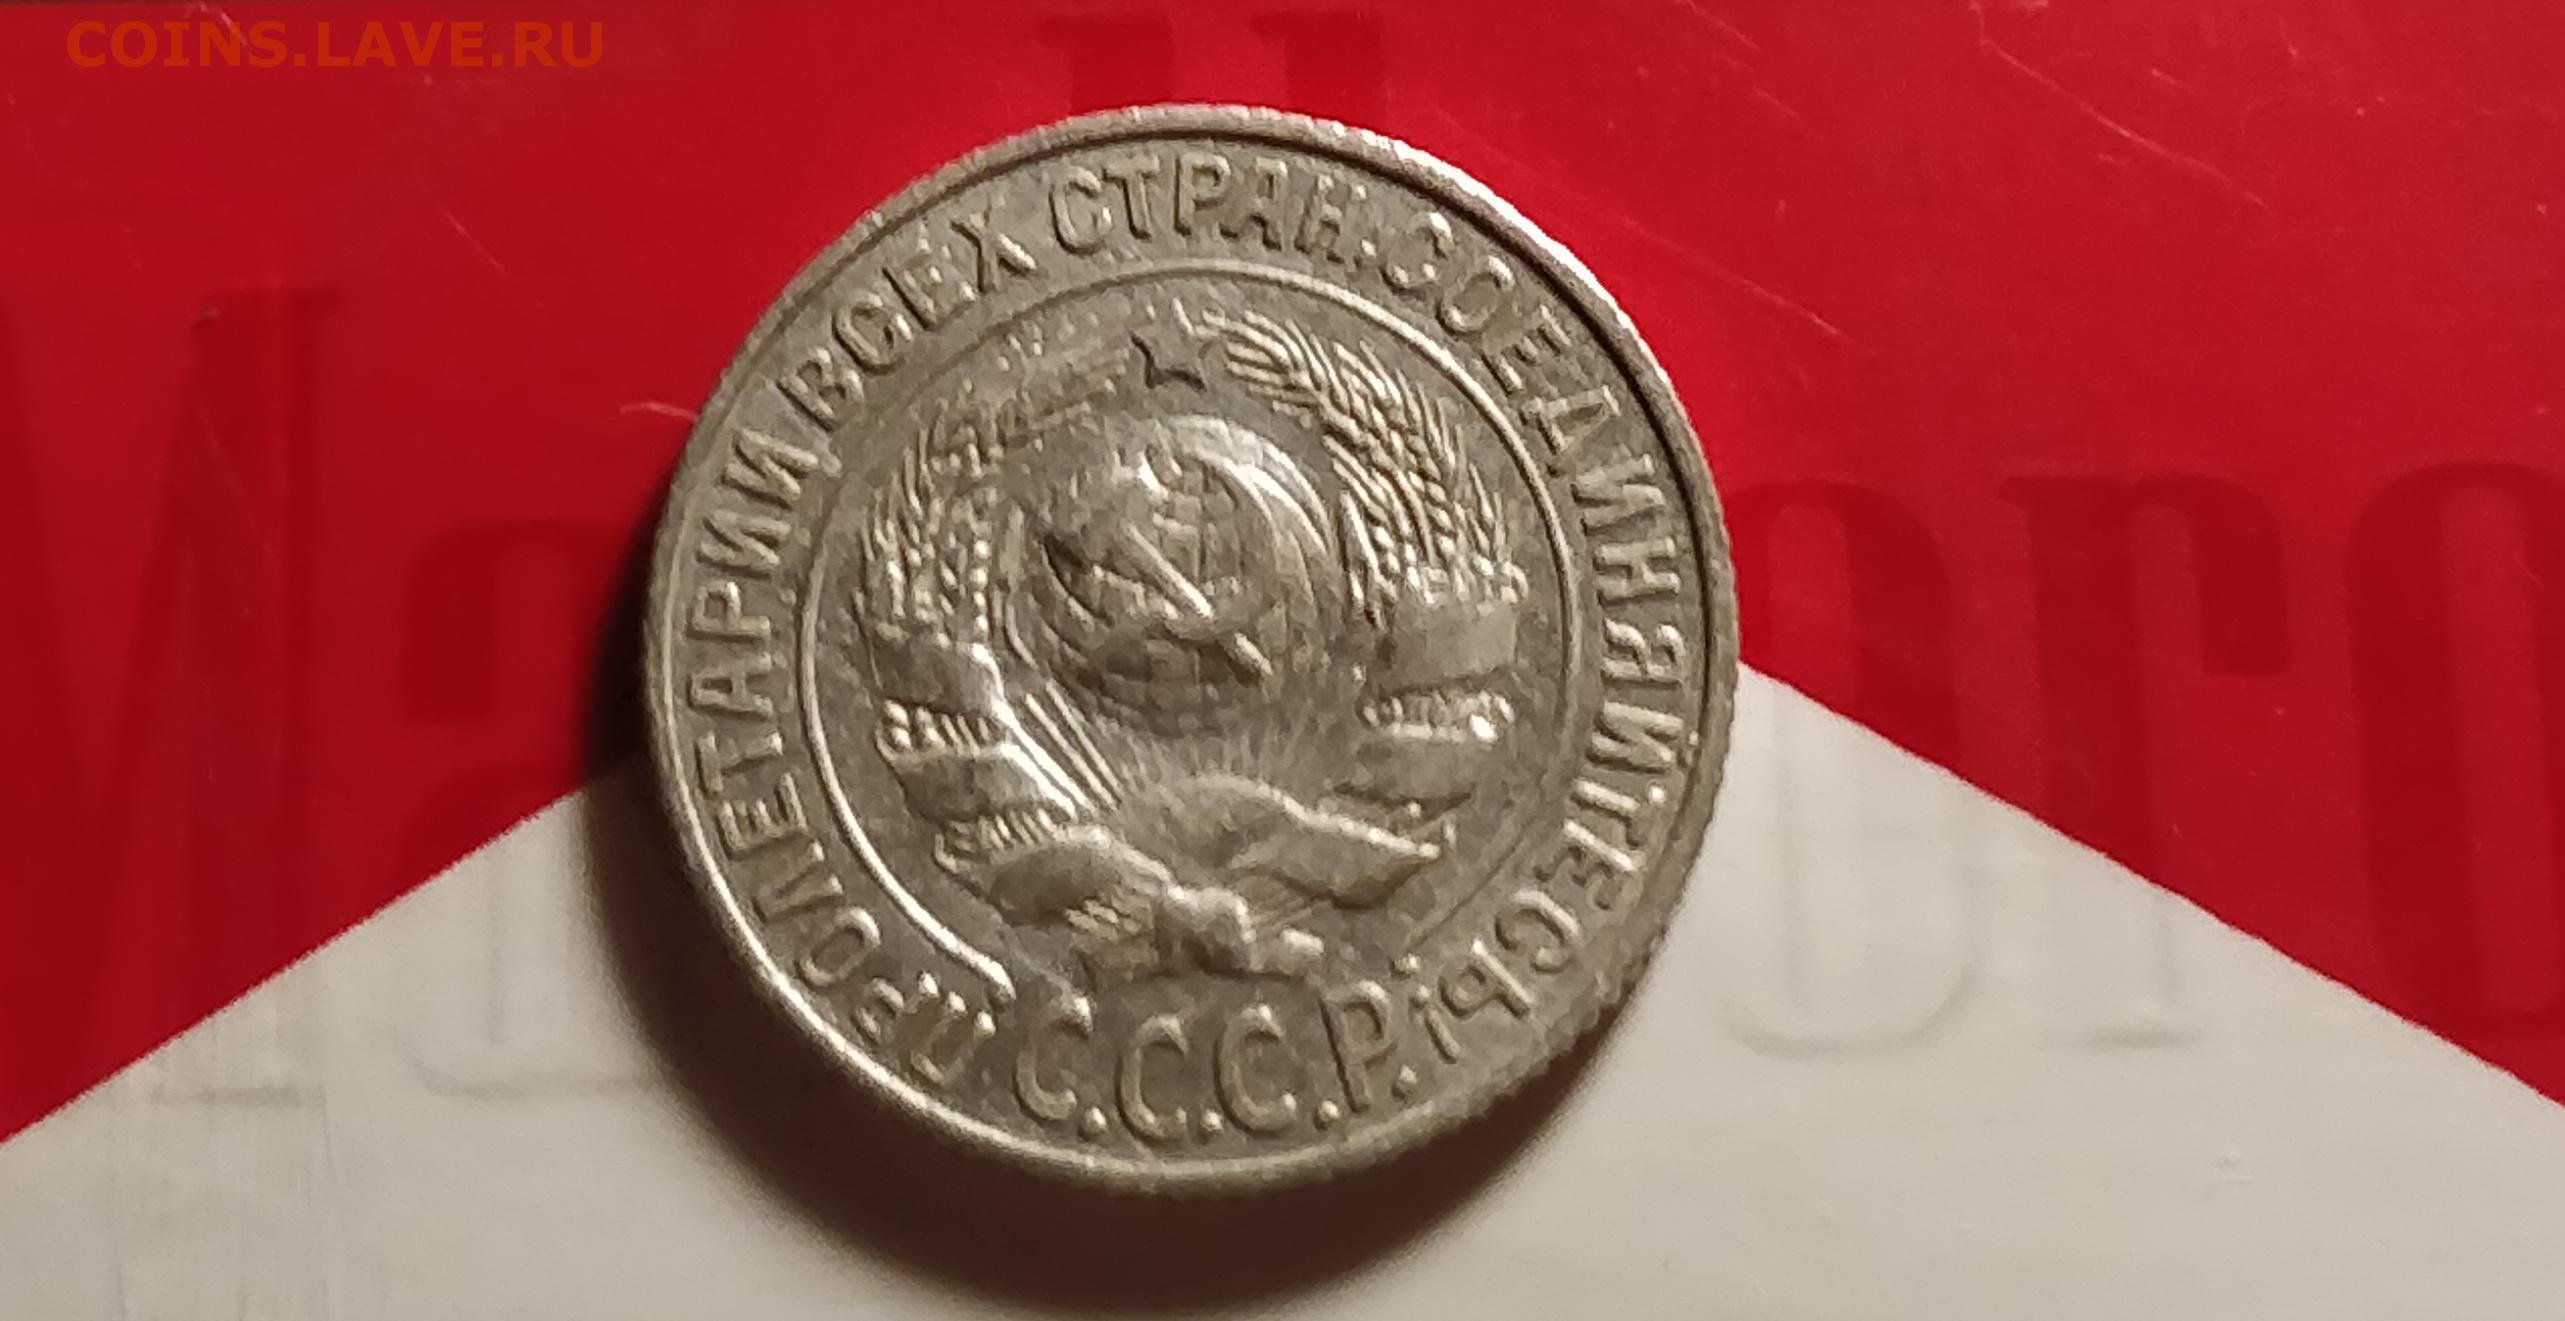 COINS.LAVE.RU
ПРОЛЕТАРИИ ВСЕХ СТРАН, СОЕДИНЯЙТЕСЬ!
С.С.С.Р.